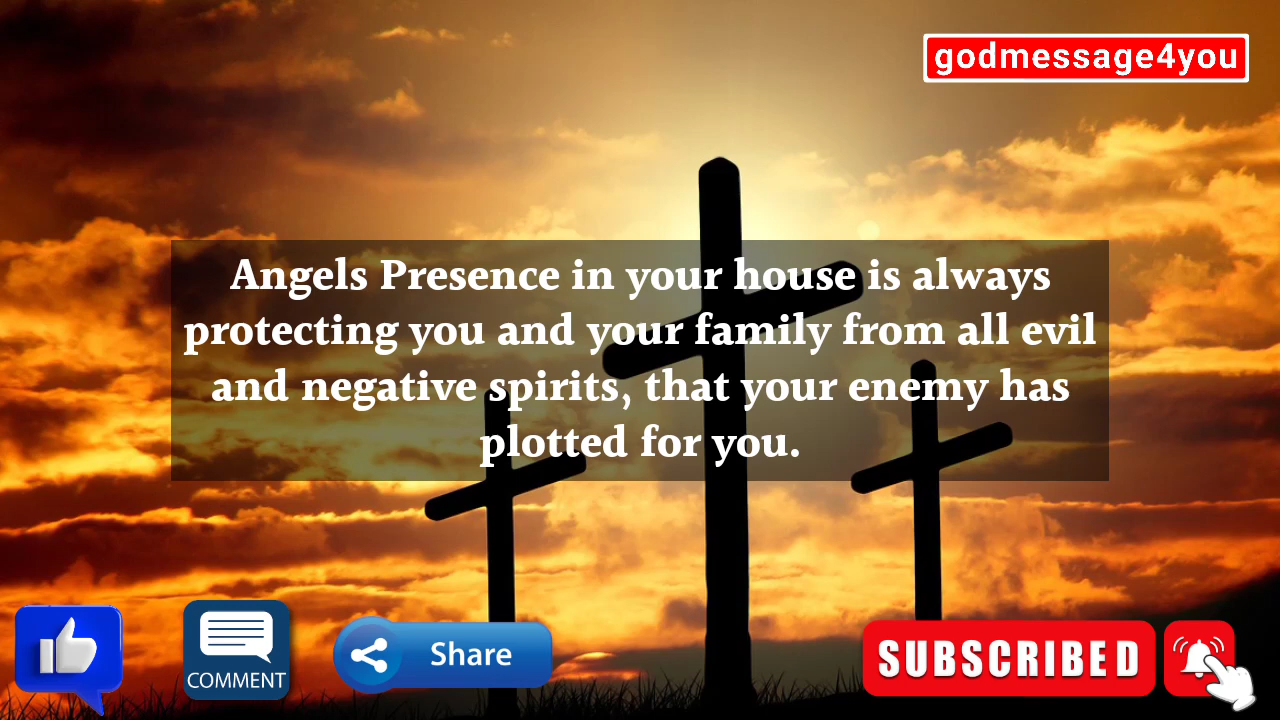 godmessage4you
Angels Presence in your house is always
protecting you and your family from all evil
and negative spirits, that your enemy has
plotted for you.
COMMENT
Share
SUBSCRIBED